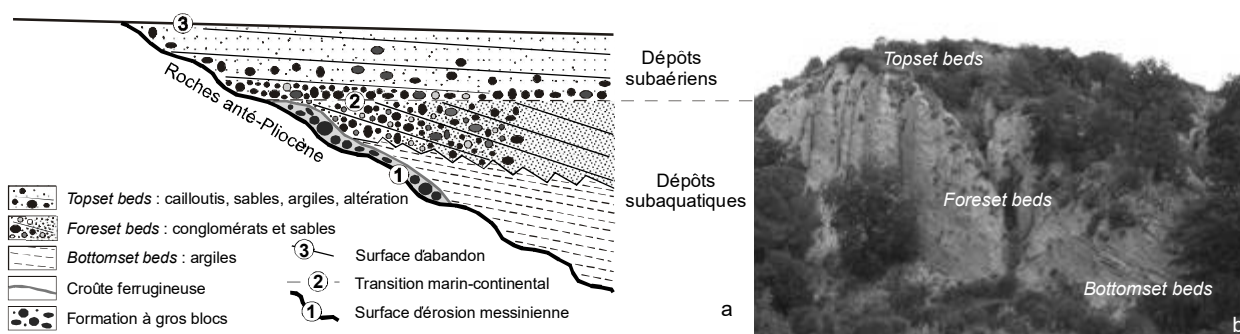 3
2
1
Roches anté-Pliocène
Dépôts
subaériens
Dépôts
subaquatiques
Topset beds : cailloutis, sables, argiles, altération
Foreset beds : conglomérats et sables
Bottomset beds : argiles
Croûte ferrugineuse
Formation à gros blocs
3 Surface d'abandon
2 Transition marin-continental
1 Surface d'érosion messinienne
a
Topset beds
Foreset beds
Bottomset beds
b